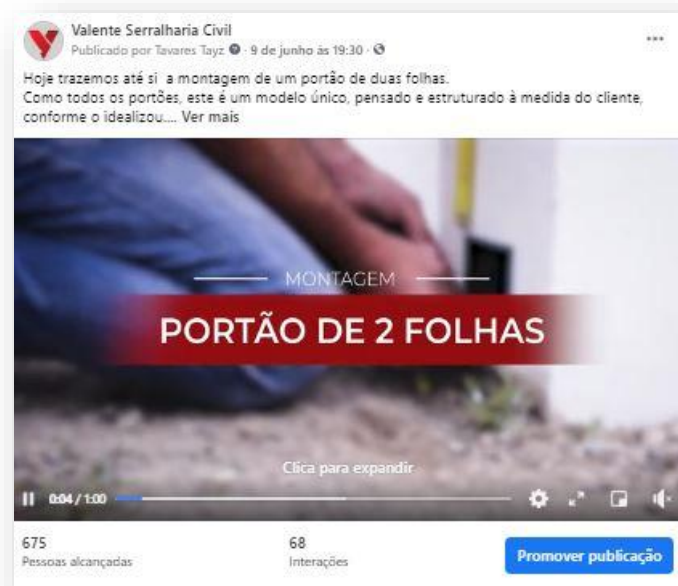 Valente Serralharia Civil
Publicado por Tavares Tayz · 9 de junho às 19:30 ·
Hoje trazemos até si a montagem de um portão de duas folhas.
Como todos os portões, este é um modelo único, pensado e estruturado à medida do cliente,
conforme o idealizou.... Ver mais
MONTAGEM
PORTÃO DE 2 FOLHAS
Clica para expandir
0:04 / 1:00
675
Pessoas alcançadas
68
Interações
Promover publicação